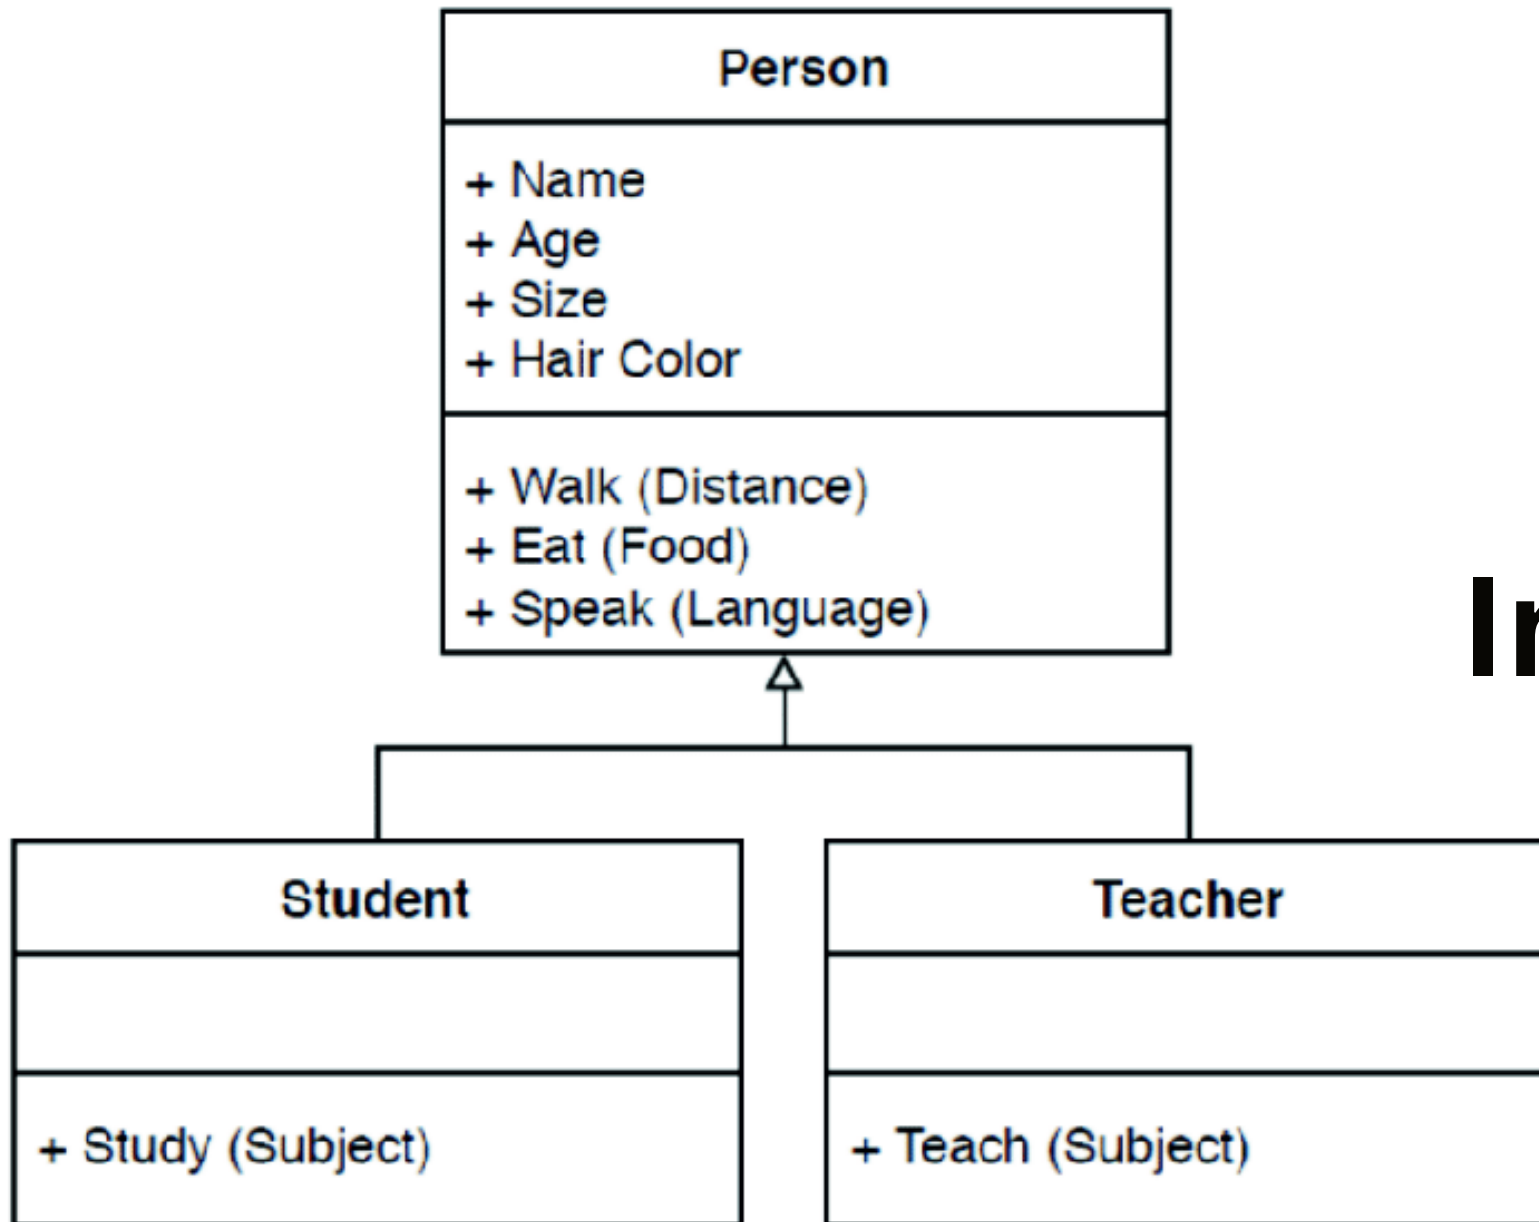 Person
+ Name
+ Age
+ Size
+ Hair Color
+ Walk (Distance)
+ Eat (Food)
+ Speak (Language)
Student
+ Study (Subject)
Teacher
+ Teach (Subject)